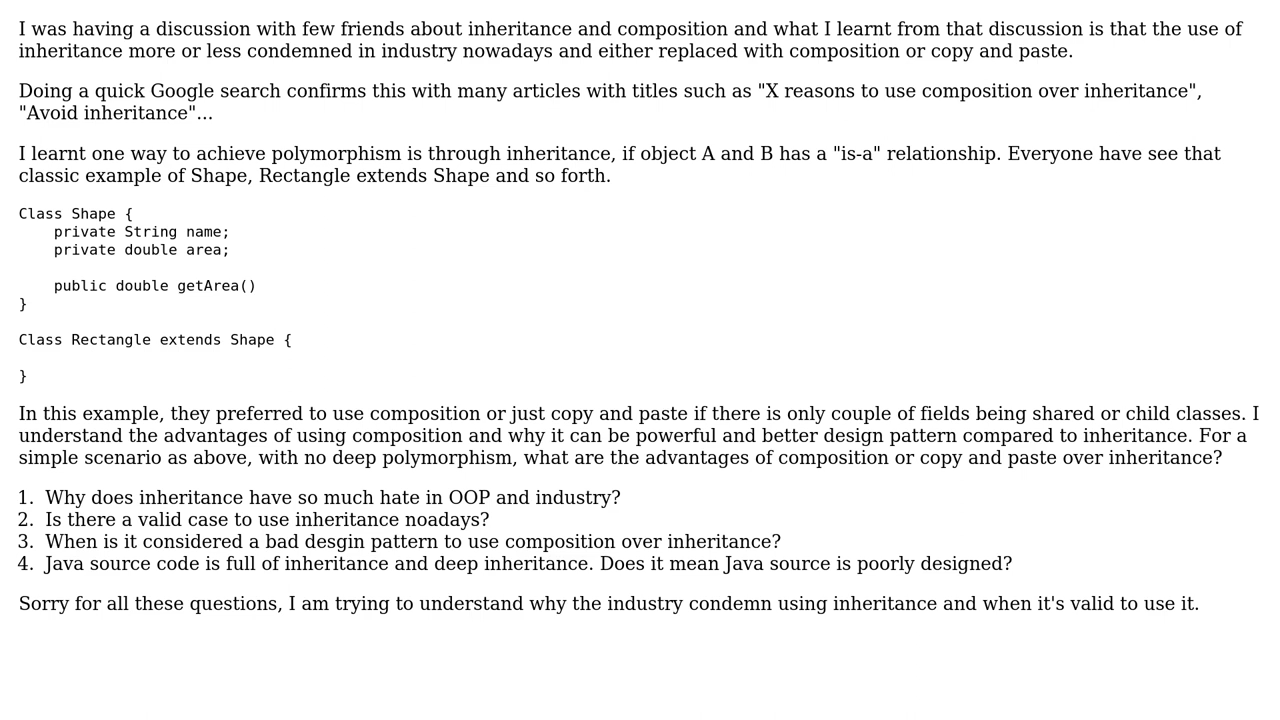 I was having a discussion with few friends about inheritance and composition and what I learnt from that discussion is that the use of
inheritance more or less condemned in industry nowadays and either replaced with composition or copy and paste.
Doing a quick Google search confirms this with many articles with titles such as "X reasons to use composition over inheritance",
"Avoid inheritance"...
I learnt one way to achieve polymorphism is through inheritance, if object A and B has a "is-a" relationship. Everyone have see that
classic example of Shape, Rectangle extends Shape and so forth.
Class Shape {
    private String name;
    private double area;
    public double getArea()
}
Class Rectangle extends Shape {
}
In this example, they preferred to use composition or just copy and paste if there is only couple of fields being shared or child classes. I
understand the advantages of using composition and why it can be powerful and better design pattern compared to inheritance. For a
simple scenario as above, with no deep polymorphism, what are the advantages of composition or copy and paste over inheritance?
1. Why does inheritance have so much hate in OOP and industry?
2. Is there a valid case to use inheritance noadays?
3. When is it considered a bad desgin pattern to use composition over inheritance?
4. Java source code is full of inheritance and deep inheritance. Does it mean Java source is poorly designed?
Sorry for all these questions, I am trying to understand why the industry condemn using inheritance and when it's valid to use it.